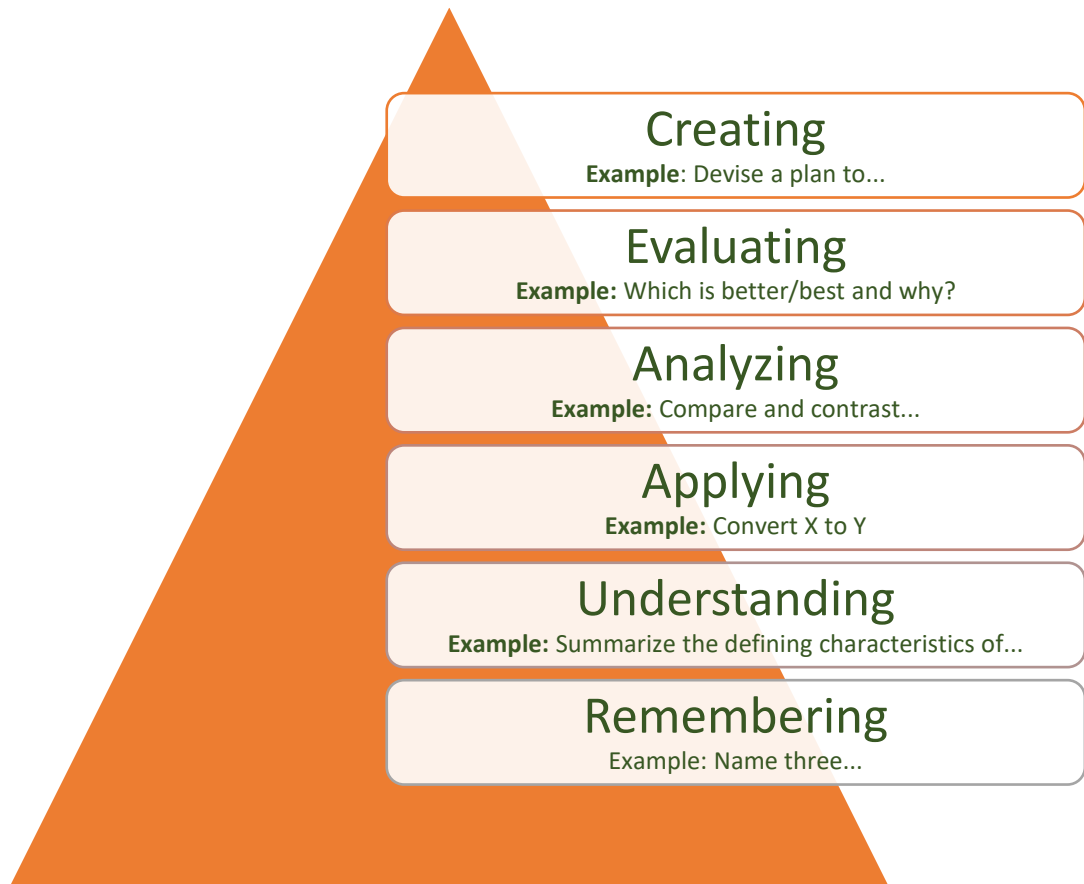 Creating
Example: Devise a plan to...
Evaluating
Example: Which is better/best and why?
Analyzing
Example: Compare and contrast...
Applying
Example: Convert X to Y
Understanding
Example: Summarize the defining characteristics of...
Remembering
Example: Name three...